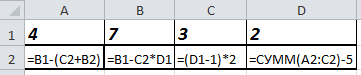 A B C D
1 4 7 3 2
2 =B1-(C2+B2) =B1-C2*D1 =(D1-1)*2 =СУММ(A2:C2)-5